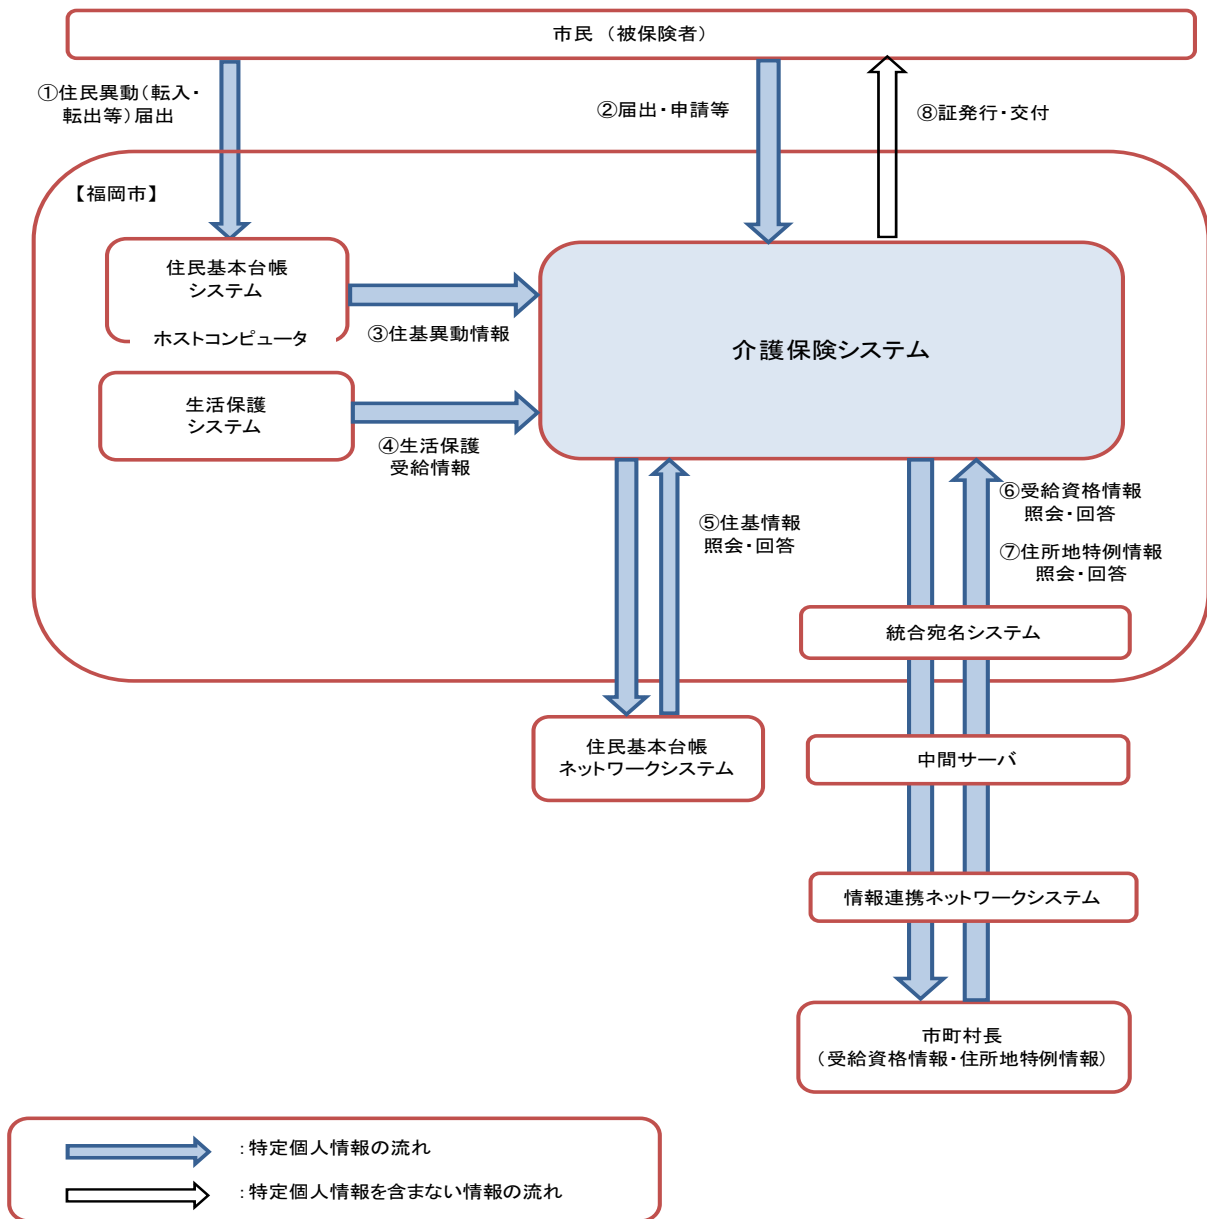 市民（被保険者）
①住民異動（転入・
転出等）届出
②届出・申請等
⑧証発行・交付
【福岡市】
住民基本台帳
システム
ホストコンピュータ
③住基異動情報
介護保険システム
生活保護
システム
④生活保護
受給情報
⑤住基情報
照会・回答
⑥受給資格情報
照会・回答
⑦住所地特例情報
照会・回答
統合宛名システム
住民基本台帳
ネットワークシステム
中間サーバ
情報連携ネットワークシステム
市町村長
（受給資格情報・住所地特例情報）
：特定個人情報の流れ
：特定個人情報を含まない情報の流れ